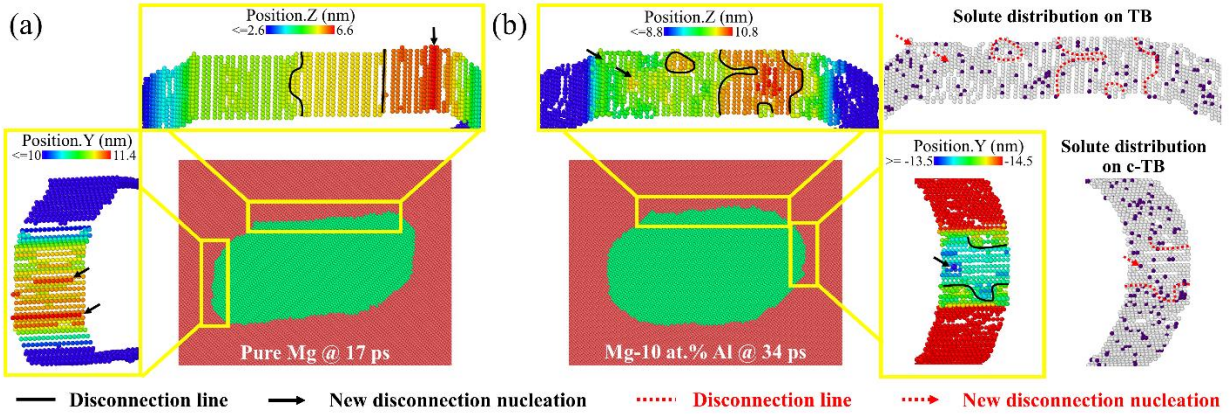 (a)
Position.Z (nm)
<=2.6 6.6
(b)
Position.Z (nm)
<=8.8 10.8
Solute distribution on TB
Position.Y (nm)
<=10 11.4
Position.Y (nm)
>= -13.5 -14.5
Solute distribution
on c-TB
Pure Mg @ 17 ps
Mg-10 at.% Al @ 34 ps
Disconnection line
New disconnection nucleation
Disconnection line
New disconnection nucleation